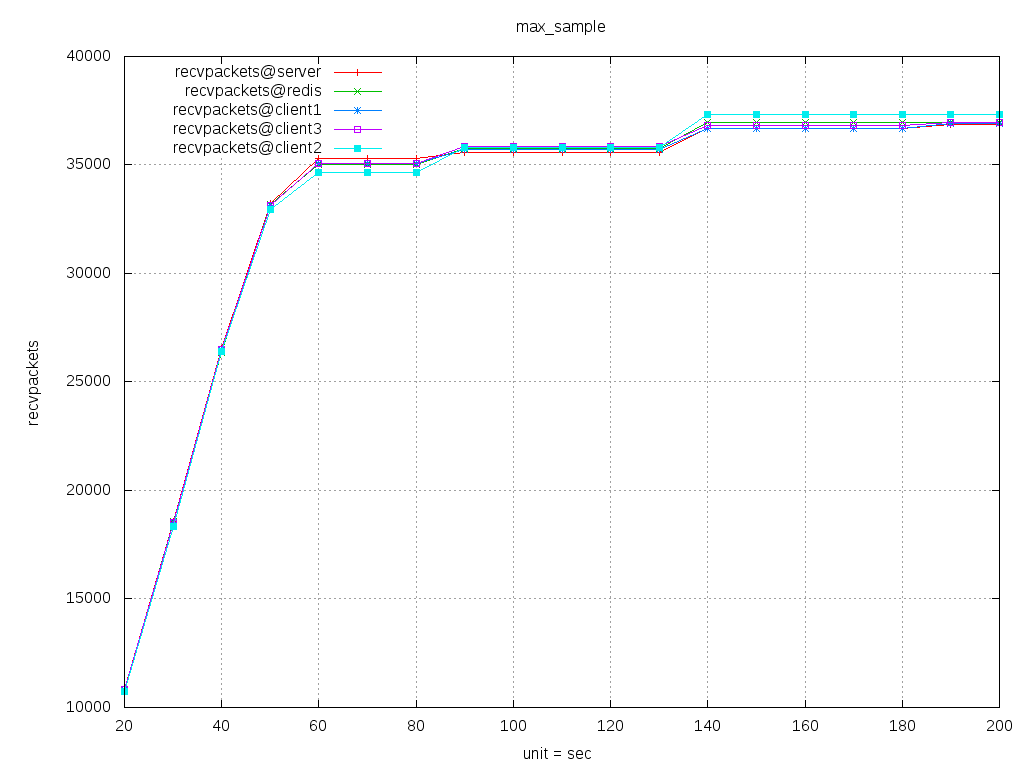 max_sample
40000
35000
30000
25000
20000
15000
10000
recvpackets
recvpackets@server
recvpackets@redis
recvpackets@client1
recvpackets@client3
recvpackets@client2
20 40 60 80 100 120 140 160 180 200
unit = sec